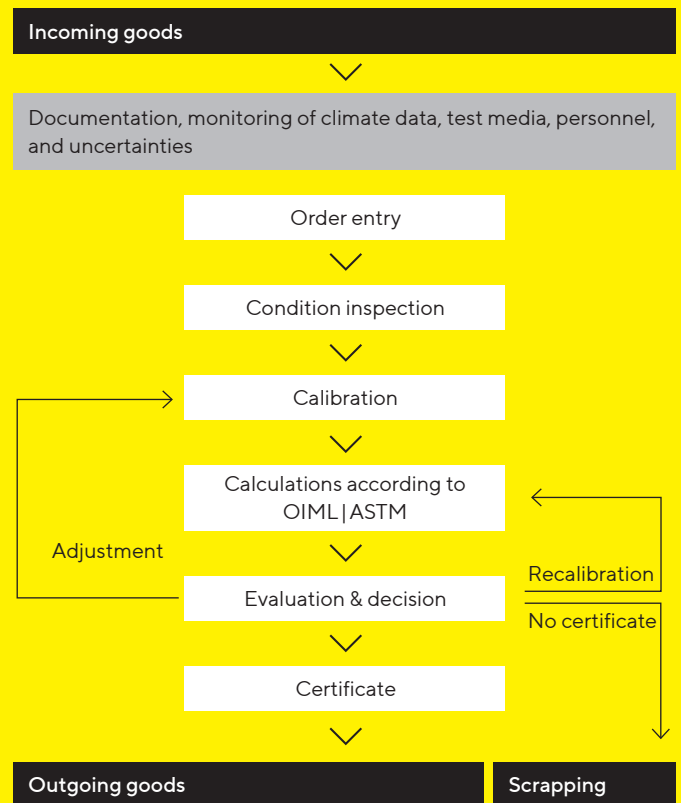 Incoming goods
Documentation, monitoring of climate data, test media, personnel,
and uncertainties
Order entry
Condition inspection
Calibration
Calculations according to
OIML | ASTM
Adjustment
Recalibration
Evaluation & decision
No certificate
Certificate
Outgoing goods
Scrapping